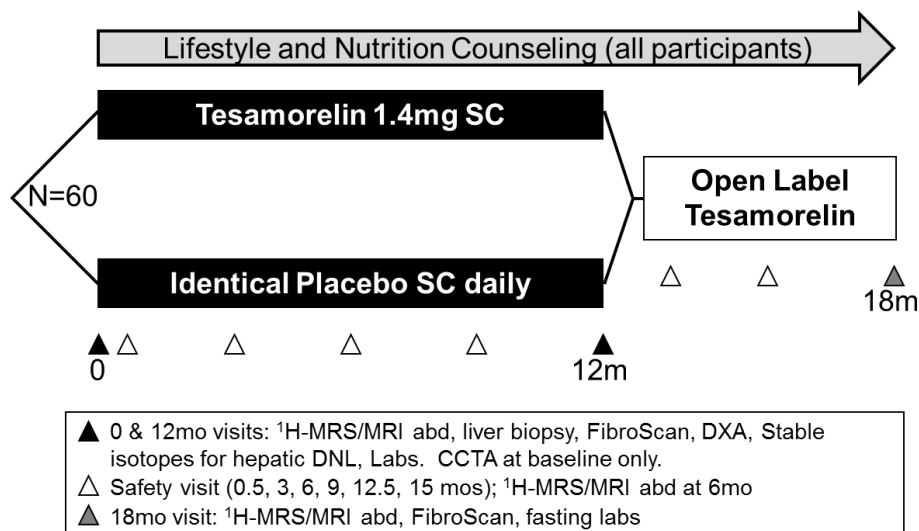 Lifestyle and Nutrition Counseling (all participants)
Tesamorelin 1.4mg SC
N=60
Open Label
Tesamorelin
Identical Placebo SC daily
18m
0
12m
▲ 0 & 12mo visits: ¹H-MRS/MRI abd, liver biopsy, FibroScan, DXA, Stable
isotopes for hepatic DNL, Labs. CCTA at baseline only.
△ Safety visit (0.5, 3, 6, 9, 12.5, 15 mos); ¹H-MRS/MRI abd at 6mo
▲ 18mo visit: ¹H-MRS/MRI abd, FibroScan, fasting labs